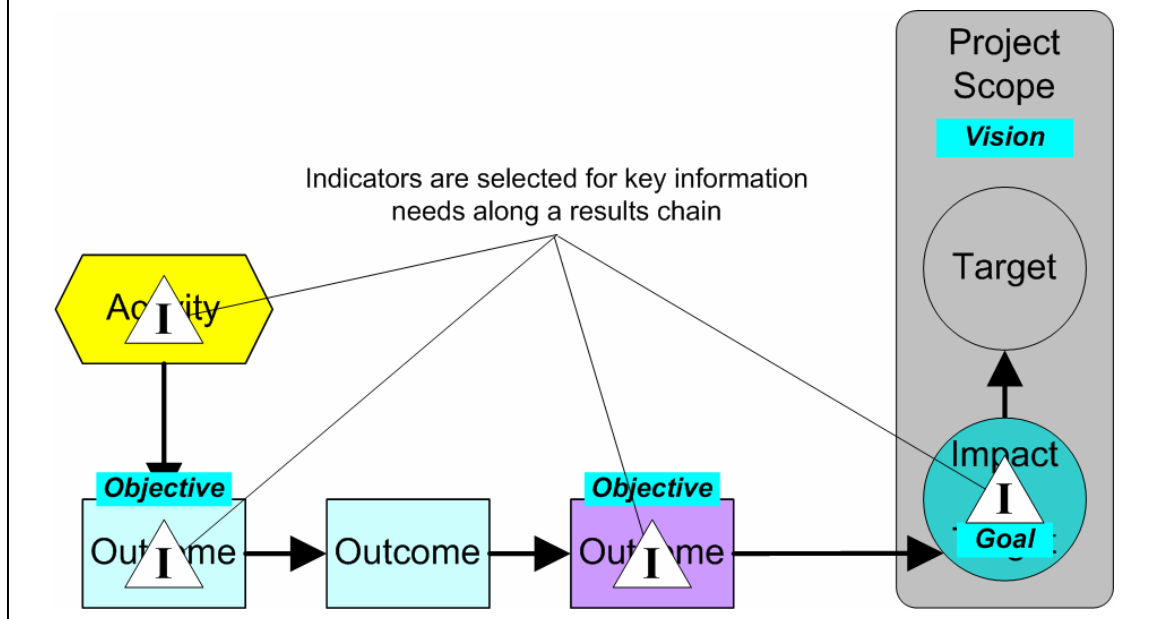 Project
Scope
Vision
Indicators are selected for key information
needs along a results chain
Target
I
Impact
I
Goal
Objective
Objective
I
Outcome
I